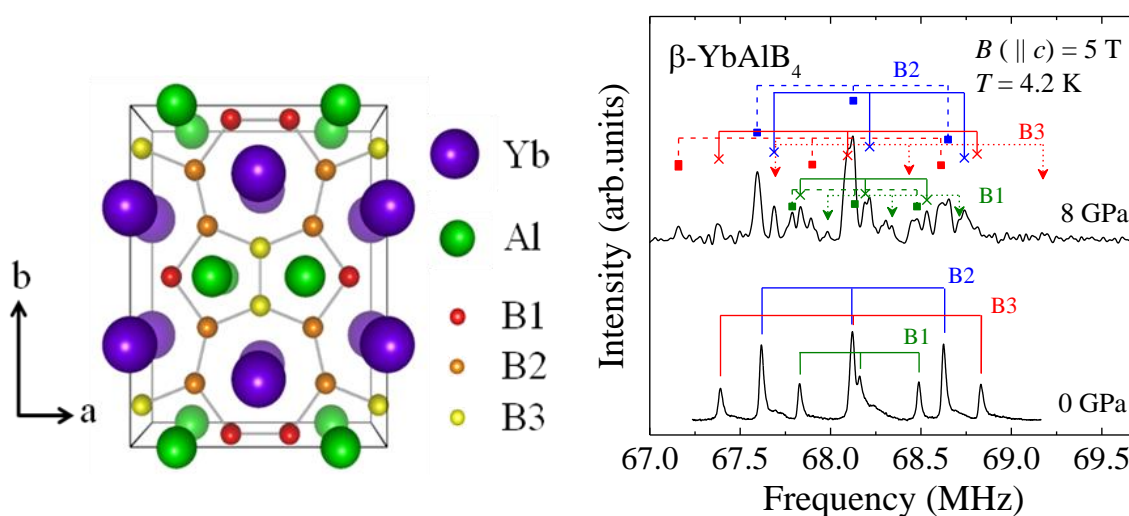 Yb
Al
B1
B2
B3
b
a
β-YbAlB₄
B ( || c) = 5 T
T = 4.2 K
B2
B3
B1
8 GPa
B2
B3
B1
0 GPa
Intensity (arb.units)
67.0 67.5 68.0 68.5 69.0 69.5
Frequency (MHz)